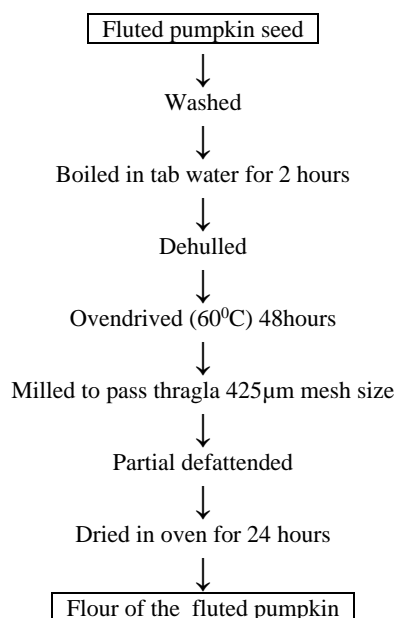 Fluted pumpkin seed
Washed
Boiled in tab water for 2 hours
Dehulled
Ovendrived (60⁰C) 48hours
Milled to pass thragla 425µm mesh size
Partial defattended
Dried in oven for 24 hours
Flour of the fluted pumpkin